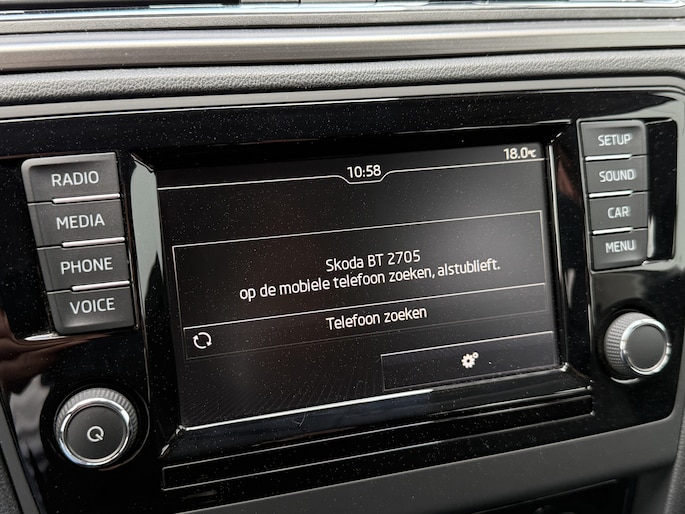 RADIO
MEDIA
PHONE
VOICE
10:58
18.0°C
Skoda BT 2705
op de mobiele telefoon zoeken, alstublieft.
Telefoon zoeken
SETUP
SOUND
CAR
MENU